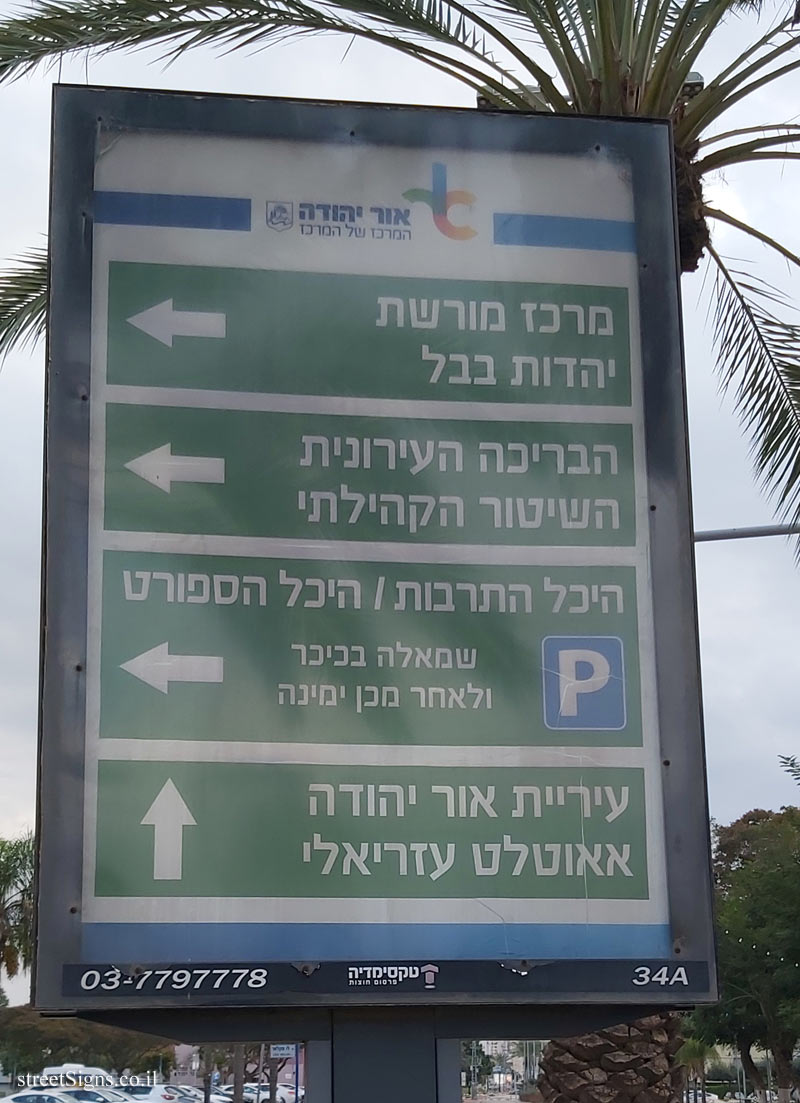 אור יהודה
המרכז של המרכז
מרכז מורשת
יהדות בבל
הבריכה העירונית
השיטור הקהילתי
היכל התרבות / היכל הספורט
P
שמאלה בכיכר
ולאחר מכן ימינה
עיריית אור יהודה
אאוטלט עזריאלי
03-7797778
טקסימדיה
פרסום חוצות
34A
streetSigns.co.il